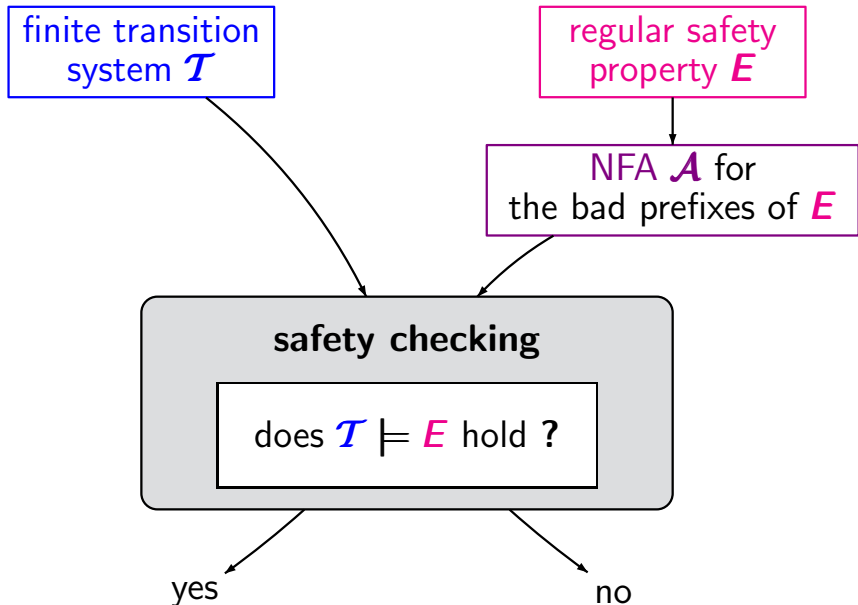 finite transition
system 𝓣
regular safety
property E
NFA 𝓐 for
the bad prefixes of E
safety checking
does 𝓣 ⊨ E hold ?
yes
no